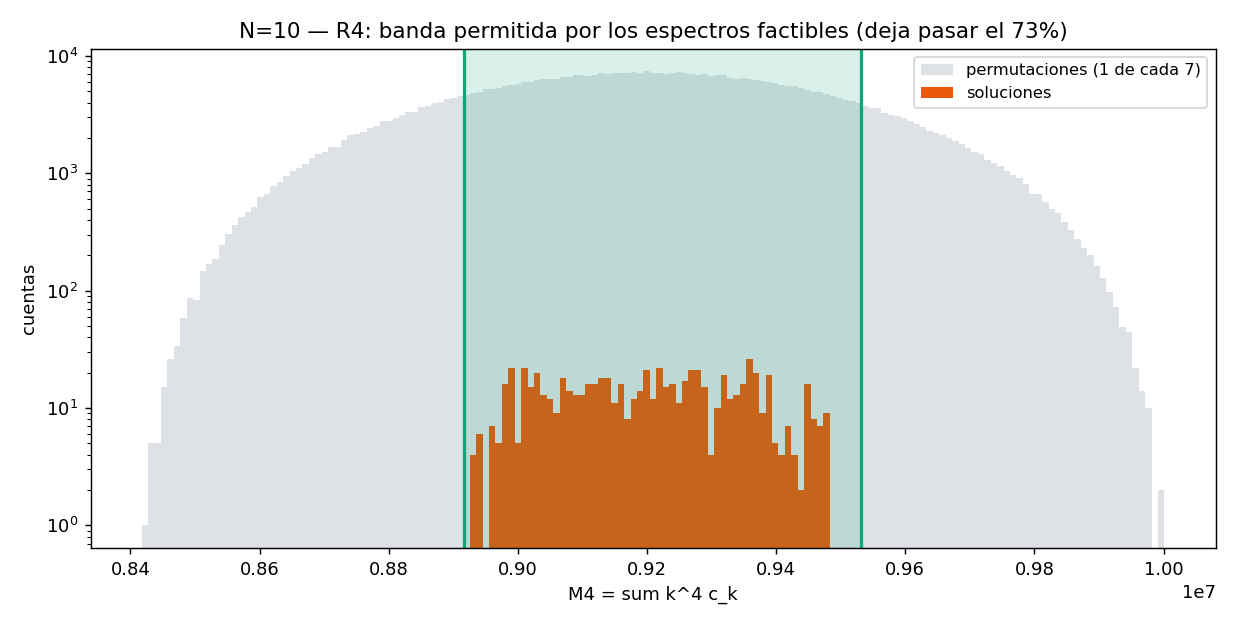 N=10 — R4: banda permitida por los espectros factibles (deja pasar el 73%)
permutaciones (1 de cada 7)
soluciones
cuentas
10^4
10^3
10^2
10^1
10^0
0.84 0.86 0.88 0.90 0.92 0.94 0.96 0.98 1.00
1e7
M4 = sum k^4 c_k